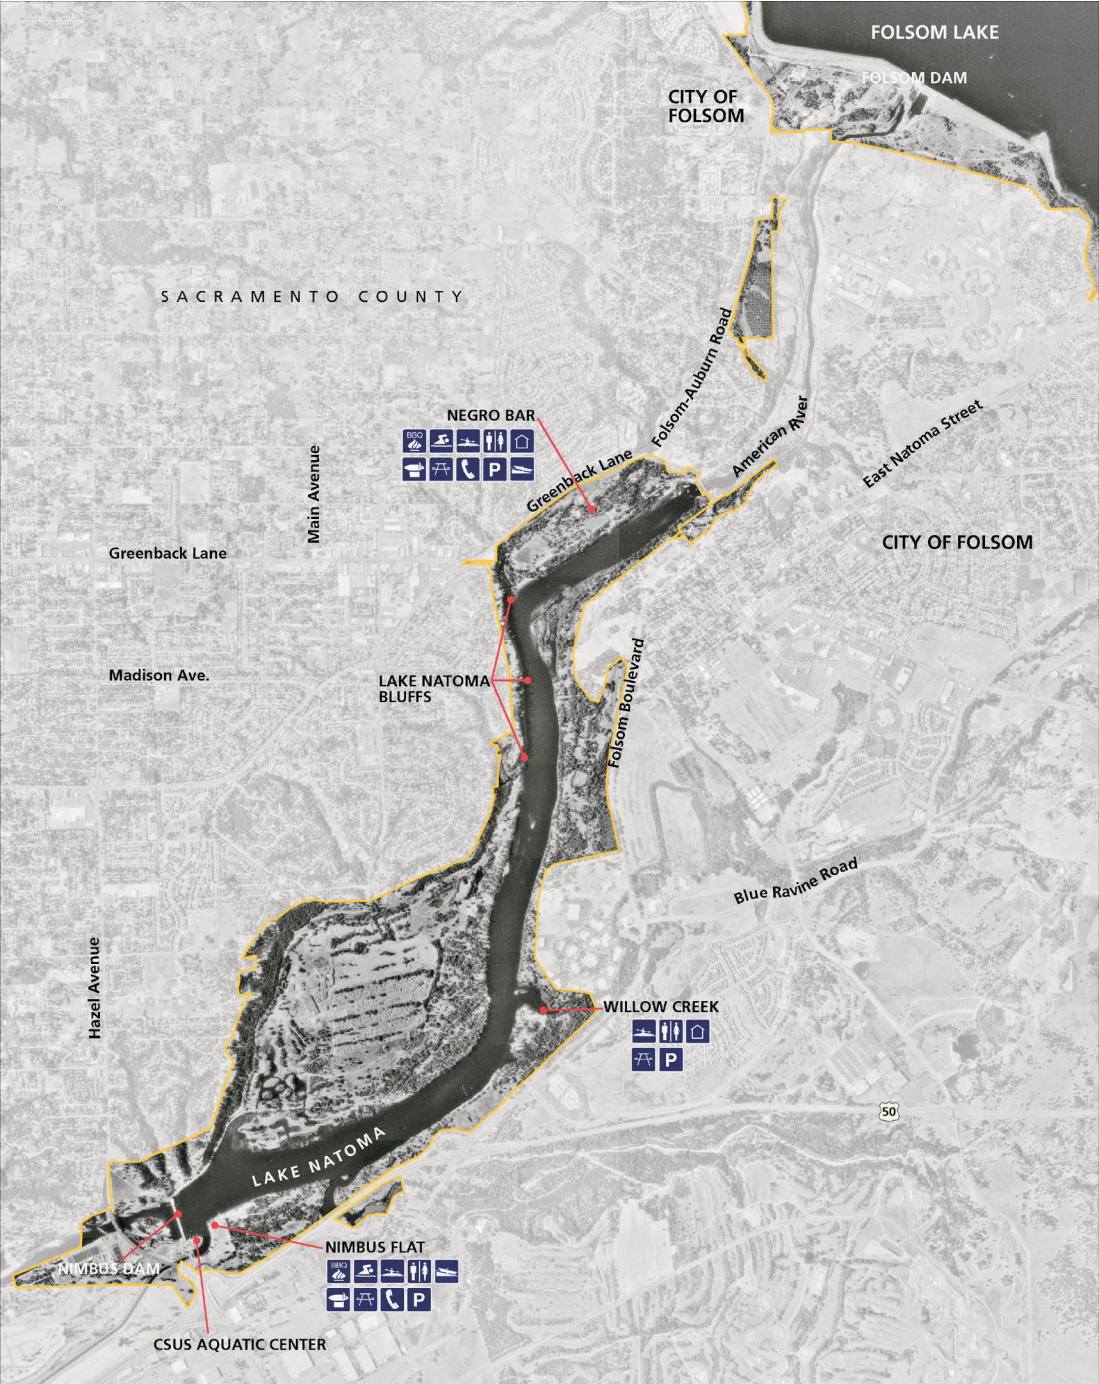 FOLSOM LAKE
FOLSOM DAM
CITY OF
FOLSOM
SACRAMENTO COUNTY
Folsom-Auburn Road
American River
East Natoma Street
NEGRO BAR
BBQ
P
Greenback Lane
Main Avenue
Greenback Lane
CITY OF FOLSOM
Madison Ave.
LAKE NATOMA
BLUFFS
Folsom Boulevard
Blue Ravine Road
Hazel Avenue
WILLOW CREEK
P
50
LAKE NATOMA
NIMBUS FLAT
BBQ
P
NIMBUS DAM
CSUS AQUATIC CENTER